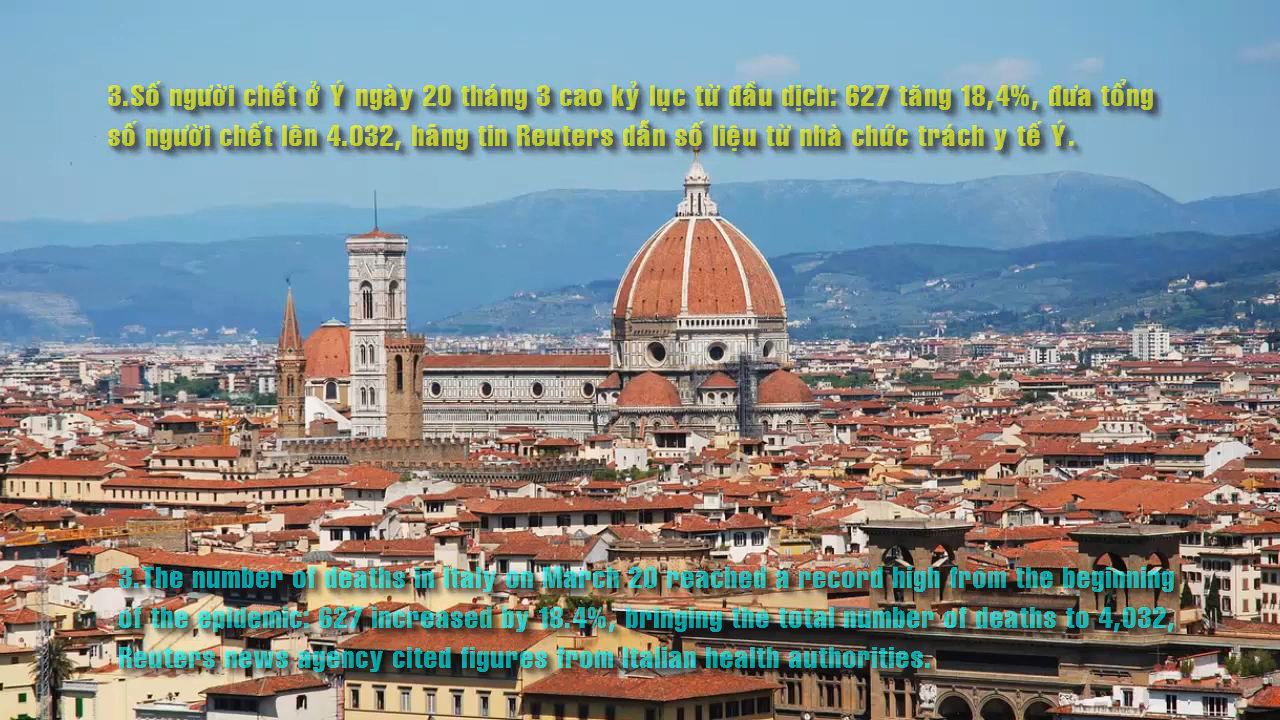 3.Số người chết ở Ý ngày 20 tháng 3 cao kỷ lục từ đầu dịch: 627 tăng 18,4%, đưa tổng
số người chết lên 4.032, hãng tin Reuters dẫn số liệu từ nhà chức trách y tế Ý.
3.The number of deaths in Italy on March 20 reached a record high from the beginning
of the epidemic: 627 increased by 18.4%, bringing the total number of deaths to 4,032,
Reuters news agency cited figures from Italian health authorities.